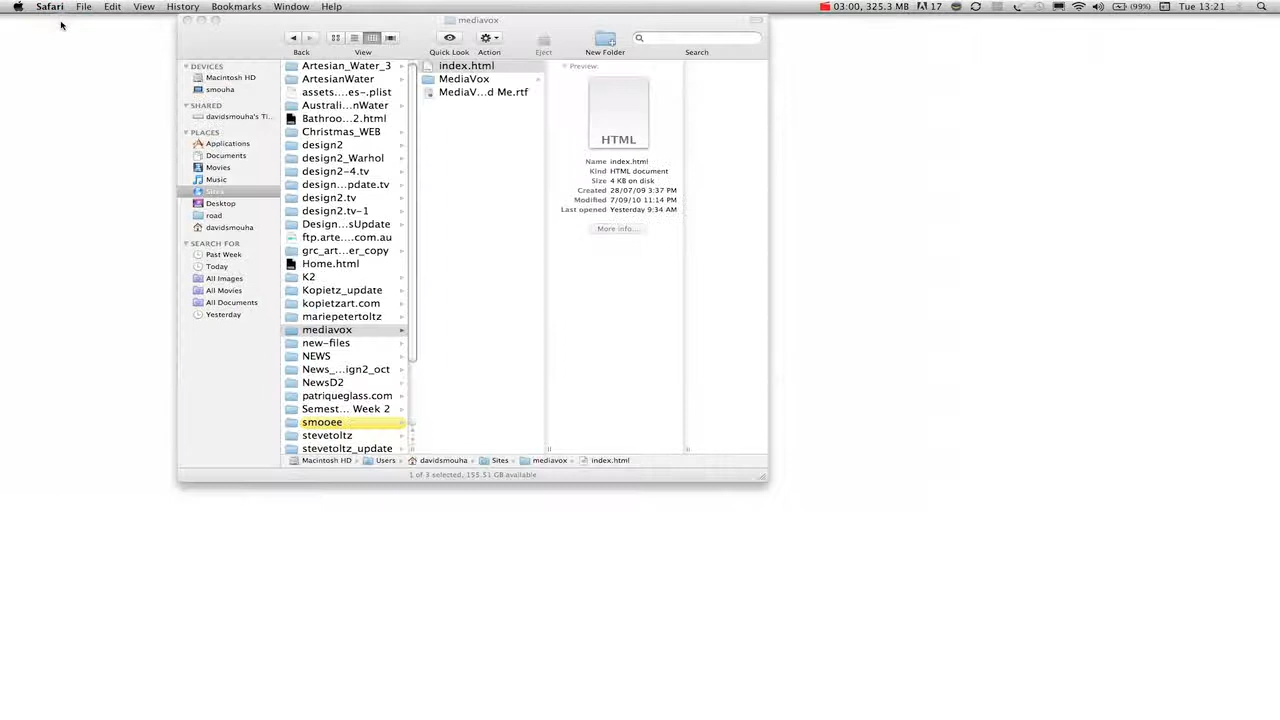 Safari File Edit View History Bookmarks Window Help 03:00, 325.3 MB 17 (99%) Tue 13:21
mediavox
Back View Quick Look Action Eject New Folder Search
DEVICES
Macintosh HD
smouha
SHARED
davidsmouha's Ti...
PLACES
Applications
Documents
Movies
Music
Sites
Desktop
road
davidsmouha
SEARCH FOR
Past Week
Today
All Images
All Movies
All Documents
Yesterday
Artesian_Water_3
ArtesianWater
assets....es-.plist
Australi...nWater
Bathroo...2.html
Christmas_WEB
design2
design2_Warhol
design2-4.tv
design...pdate.tv
design2.tv
design2.tv-1
Design...sUpdate
ftp.arte....com.au
grc_art...er_copy
Home.html
K2
Kopietz_update
kopietzart.com
mariepetertoltz
mediavox
new-files
NEWS
News_...ign2_oct
NewsD2
patriqueglass.com
Semest... Week 2
smooee
stevetoltz
stevetoltz_update
index.html
MediaVox
MediaV...d Me.rtf
Preview:
HTML
Name index.html
Kind HTML document
Size 4 KB on disk
Created 28/07/09 3:37 PM
Modified 7/09/10 11:14 PM
Last opened Yesterday 9:34 AM
More info...
Macintosh HD Users davidsmouha Sites mediavox index.html
1 of 3 selected, 155.51 GB available